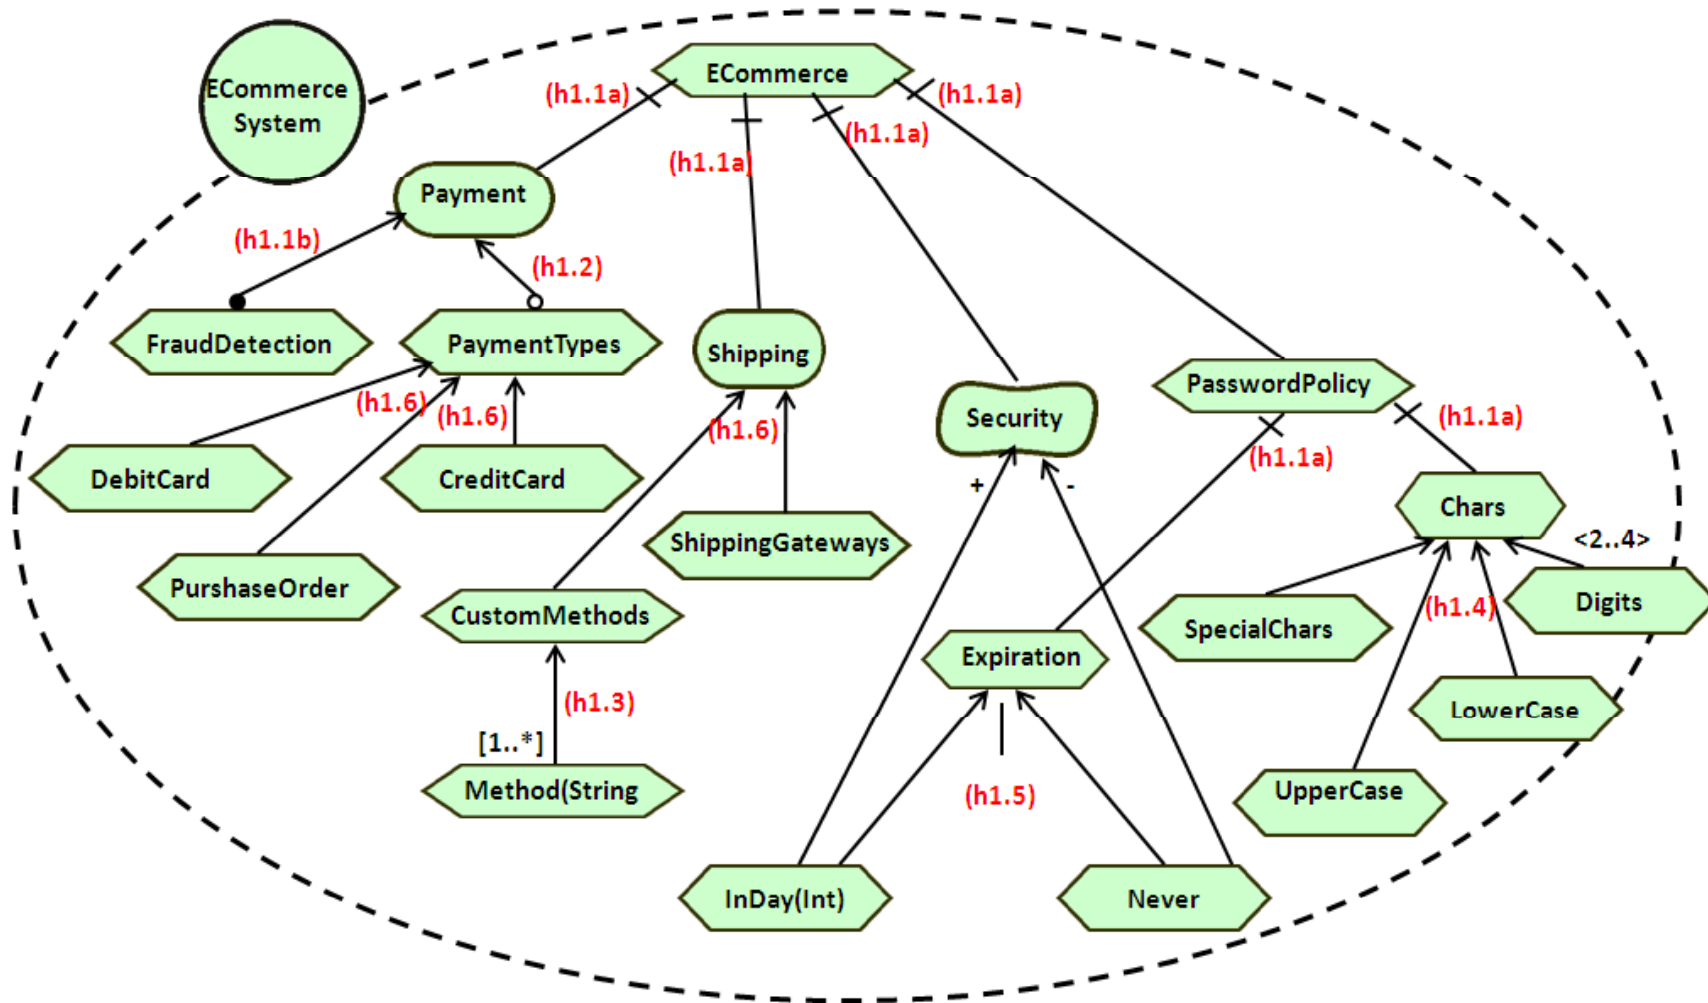 ECommerce
System
ECommerce
(h1.1a)
(h1.1a)
(h1.1a)
(h1.1a)
Payment
(h1.1b)
(h1.2)
FraudDetection
PaymentTypes
Shipping
PasswordPolicy
(h1.6)
(h1.6)
(h1.6)
Security
(h1.1a)
(h1.1a)
DebitCard
CreditCard
+
-
Chars
ShippingGateways
<2..4>
PurshaseOrder
CustomMethods
(h1.4)
Digits
SpecialChars
Expiration
(h1.3)
LowerCase
[1..*]
Method(String
(h1.5)
UpperCase
InDay(Int)
Never